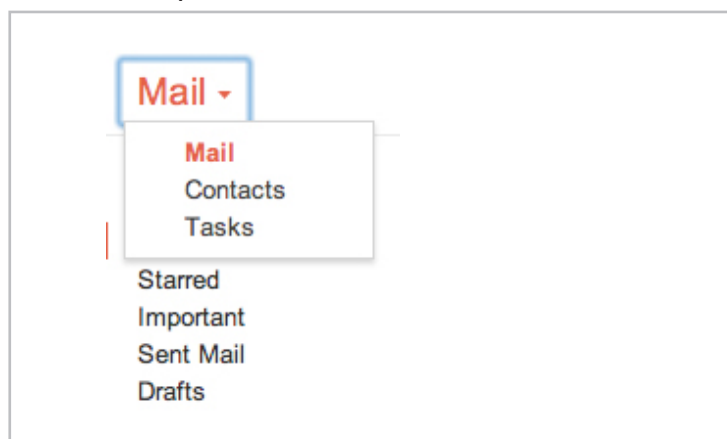 Mail
Mail
Contacts
Tasks
Starred
Important
Sent Mail
Drafts